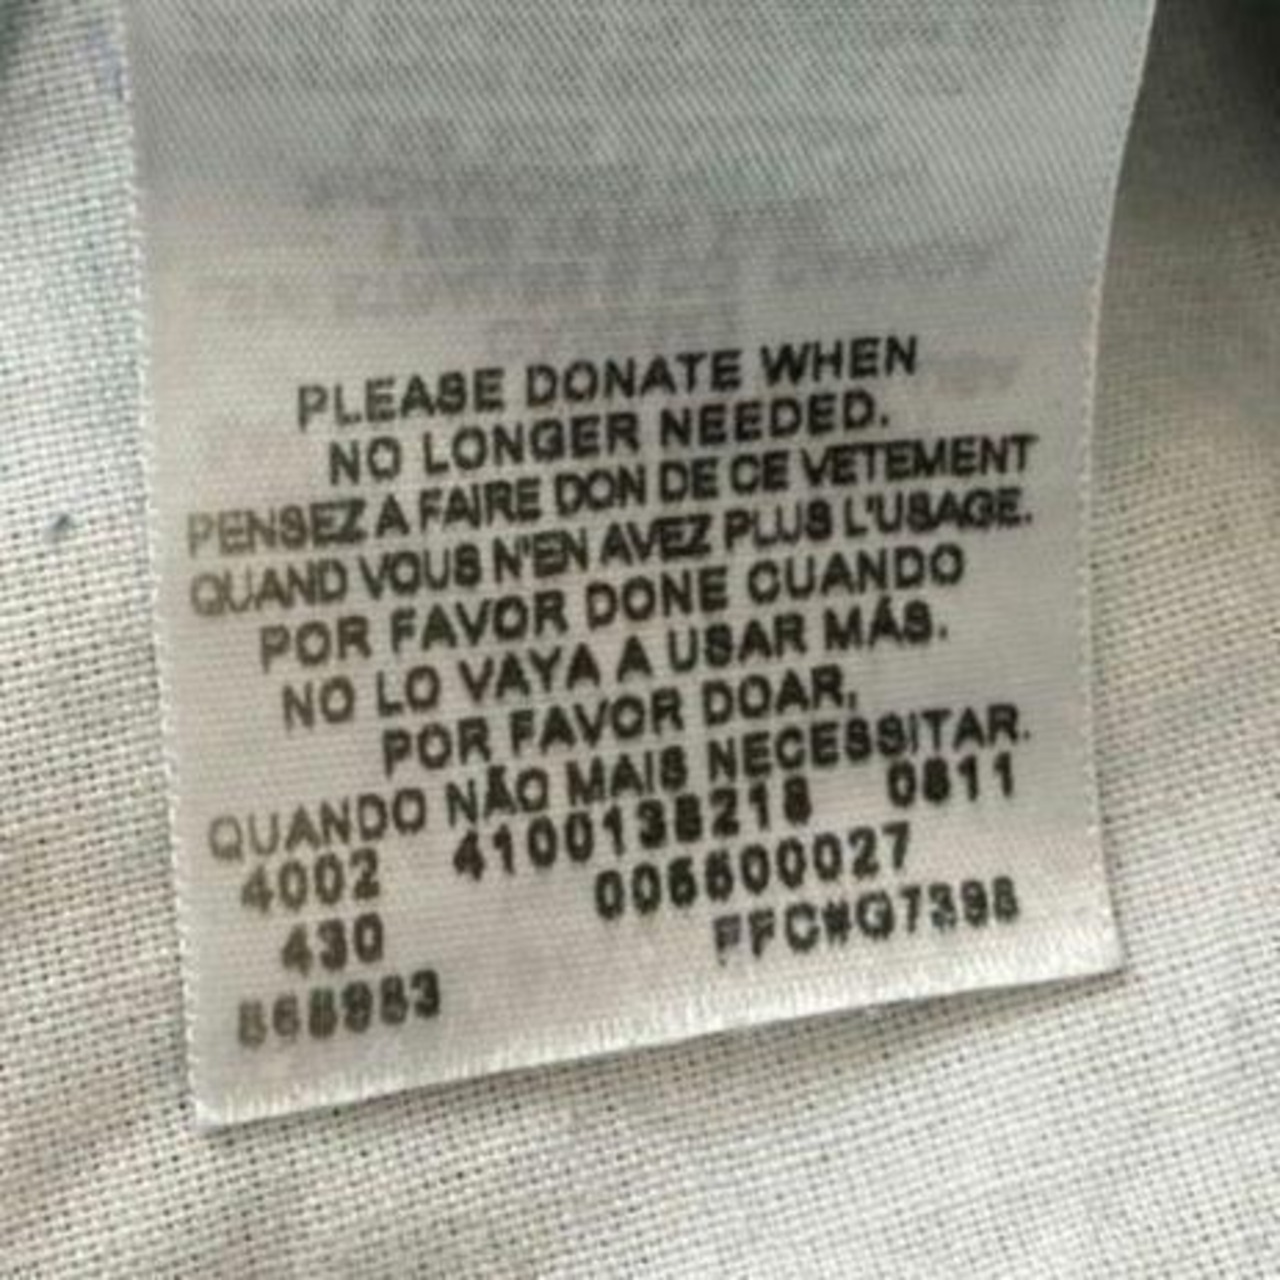 PLEASE DONATE WHEN
NO LONGER NEEDED.
PENSEZ A FAIRE DON DE CE VETEMENT
QUAND VOUS N'EN AVEZ PLUS L'USAGE.
POR FAVOR DONE CUANDO
NO LO VAYA A USAR MÁS.
POR FAVOR DOAR,
QUANDO NÃO MAIS NECESSITAR.
4002 4100138218 0811
430
FFC#G7398